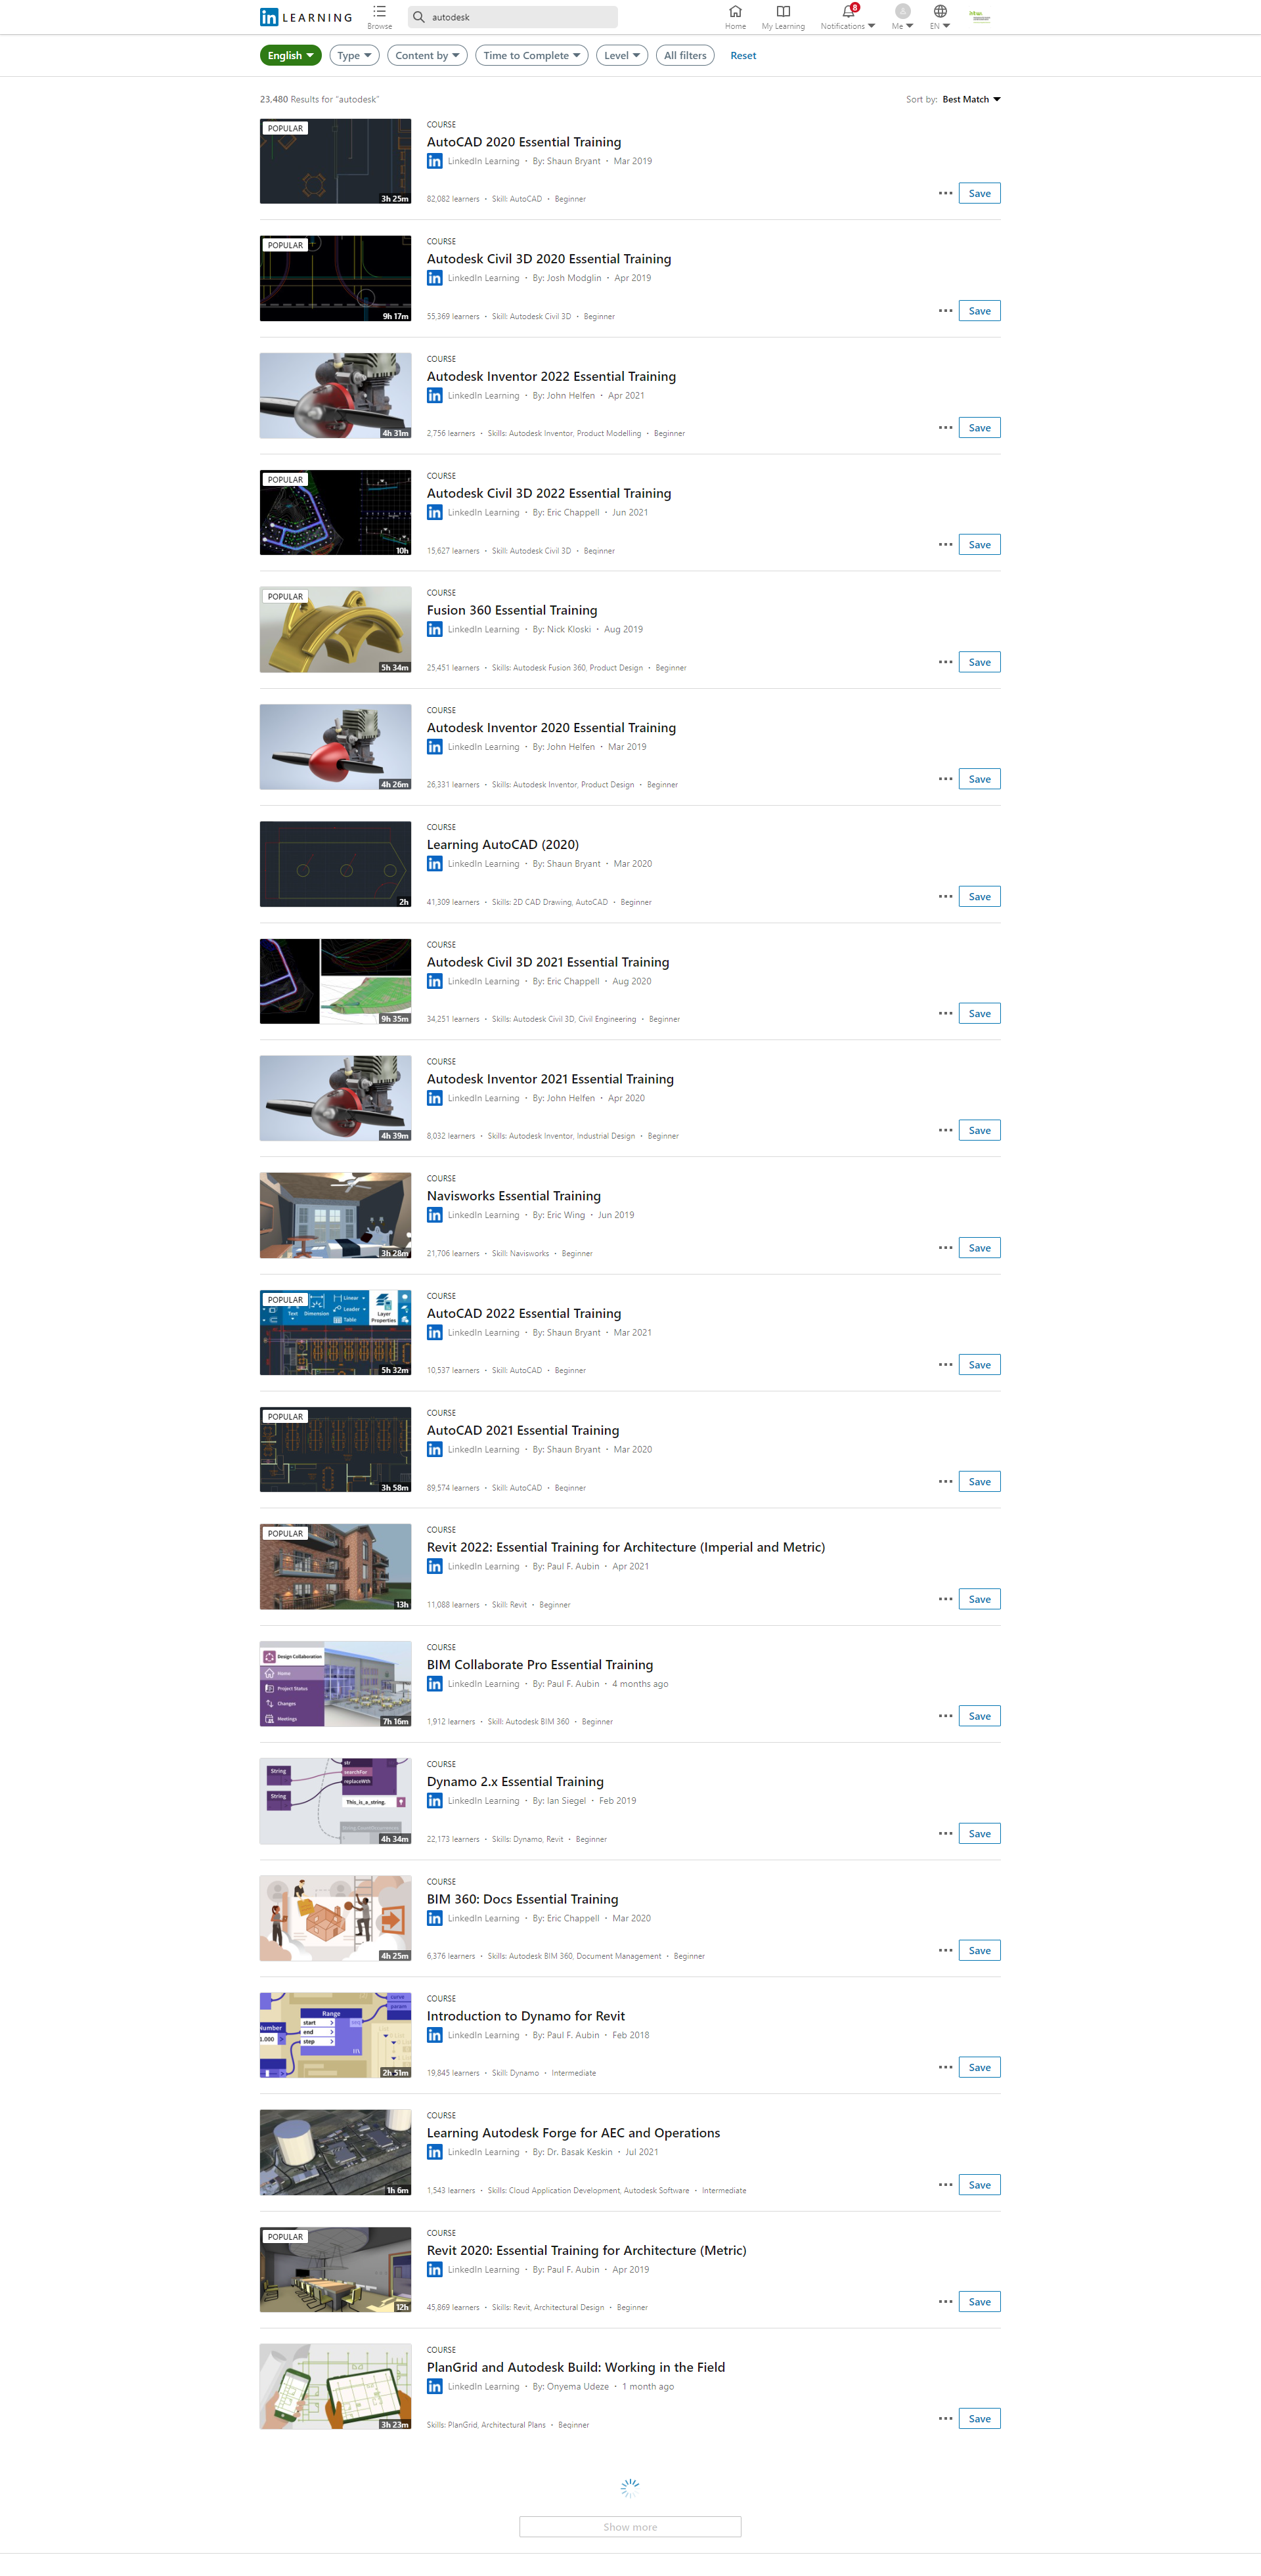 in LEARNING
Browse
autodesk
Home
My Learning
8
Notifications
Me
EN
English
Type
Content by
Time to Complete
Level
All filters
Reset
23,480 Results for "autodesk"
Sort by: Best Match
POPULAR
3h 25m
COURSE
AutoCAD 2020 Essential Training
in LinkedIn Learning · By: Shaun Bryant · Mar 2019
82,082 learners · Skill: AutoCAD · Beginner
Save
POPULAR
9h 17m
COURSE
Autodesk Civil 3D 2020 Essential Training
in LinkedIn Learning · By: Josh Modglin · Apr 2019
55,369 learners · Skill: Autodesk Civil 3D · Beginner
Save
4h 31m
COURSE
Autodesk Inventor 2022 Essential Training
in LinkedIn Learning · By: John Helfen · Apr 2021
2,756 learners · Skills: Autodesk Inventor, Product Modelling · Beginner
Save
POPULAR
10h
COURSE
Autodesk Civil 3D 2022 Essential Training
in LinkedIn Learning · By: Eric Chappell · Jun 2021
15,627 learners · Skill: Autodesk Civil 3D · Beginner
Save
POPULAR
5h 34m
COURSE
Fusion 360 Essential Training
in LinkedIn Learning · By: Nick Kloski · Aug 2019
25,451 learners · Skills: Autodesk Fusion 360, Product Design · Beginner
Save
4h 26m
COURSE
Autodesk Inventor 2020 Essential Training
in LinkedIn Learning · By: John Helfen · Mar 2019
26,331 learners · Skills: Autodesk Inventor, Product Design · Beginner
Save
2h
COURSE
Learning AutoCAD (2020)
in LinkedIn Learning · By: Shaun Bryant · Mar 2020
41,309 learners · Skills: 2D CAD Drawing, AutoCAD · Beginner
Save
9h 35m
COURSE
Autodesk Civil 3D 2021 Essential Training
in LinkedIn Learning · By: Eric Chappell · Aug 2020
34,251 learners · Skills: Autodesk Civil 3D, Civil Engineering · Beginner
Save
4h 39m
COURSE
Autodesk Inventor 2021 Essential Training
in LinkedIn Learning · By: John Helfen · Apr 2020
8,032 learners · Skills: Autodesk Inventor, Industrial Design · Beginner
Save
3h 28m
COURSE
Navisworks Essential Training
in LinkedIn Learning · By: Eric Wing · Jun 2019
21,706 learners · Skill: Navisworks · Beginner
Save
POPULAR
Text
Dimension
Linear
Leader
Table
Layer
Properties
5h 32m
COURSE
AutoCAD 2022 Essential Training
in LinkedIn Learning · By: Shaun Bryant · Mar 2021
10,537 learners · Skill: AutoCAD · Beginner
Save
POPULAR
3h 58m
COURSE
AutoCAD 2021 Essential Training
in LinkedIn Learning · By: Shaun Bryant · Mar 2020
89,574 learners · Skill: AutoCAD · Beginner
Save
POPULAR
13h
COURSE
Revit 2022: Essential Training for Architecture (Imperial and Metric)
in LinkedIn Learning · By: Paul F. Aubin · Apr 2021
11,088 learners · Skill: Revit · Beginner
Save
Design Collaboration
Home
Project Status
Changes
Meetings
7h 16m
COURSE
BIM Collaborate Pro Essential Training
in LinkedIn Learning · By: Paul F. Aubin · 4 months ago
1,912 learners · Skill: Autodesk BIM 360 · Beginner
Save
String
String
str
searchFor
replaceWith
This_is_a_string.
4h 34m
COURSE
Dynamo 2.x Essential Training
in LinkedIn Learning · By: Ian Siegel · Feb 2019
22,173 learners · Skills: Dynamo, Revit · Beginner
Save
4h 25m
COURSE
BIM 360: Docs Essential Training
in LinkedIn Learning · By: Eric Chappell · Mar 2020
6,376 learners · Skills: Autodesk BIM 360, Document Management · Beginner
Save
Number
1.000
Range
start
end
step
seq
curve
param
2h 51m
COURSE
Introduction to Dynamo for Revit
in LinkedIn Learning · By: Paul F. Aubin · Feb 2018
19,845 learners · Skill: Dynamo · Intermediate
Save
1h 6m
COURSE
Learning Autodesk Forge for AEC and Operations
in LinkedIn Learning · By: Dr. Basak Keskin · Jul 2021
1,543 learners · Skills: Cloud Application Development, Autodesk Software · Intermediate
Save
POPULAR
12h
COURSE
Revit 2020: Essential Training for Architecture (Metric)
in LinkedIn Learning · By: Paul F. Aubin · Apr 2019
45,869 learners · Skills: Revit, Architectural Design · Beginner
Save
3h 23m
COURSE
PlanGrid and Autodesk Build: Working in the Field
in LinkedIn Learning · By: Onyema Udeze · 1 month ago
Skills: PlanGrid, Architectural Plans · Beginner
Save
Show more